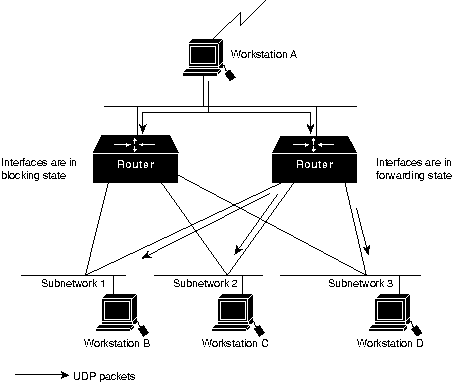 Workstation A
Interfaces are in
blocking state
Router
Router
Interfaces are in
forwarding state
Subnetwork 1
Subnetwork 2
Subnetwork 3
Workstation B
Workstation C
Workstation D
UDP packets